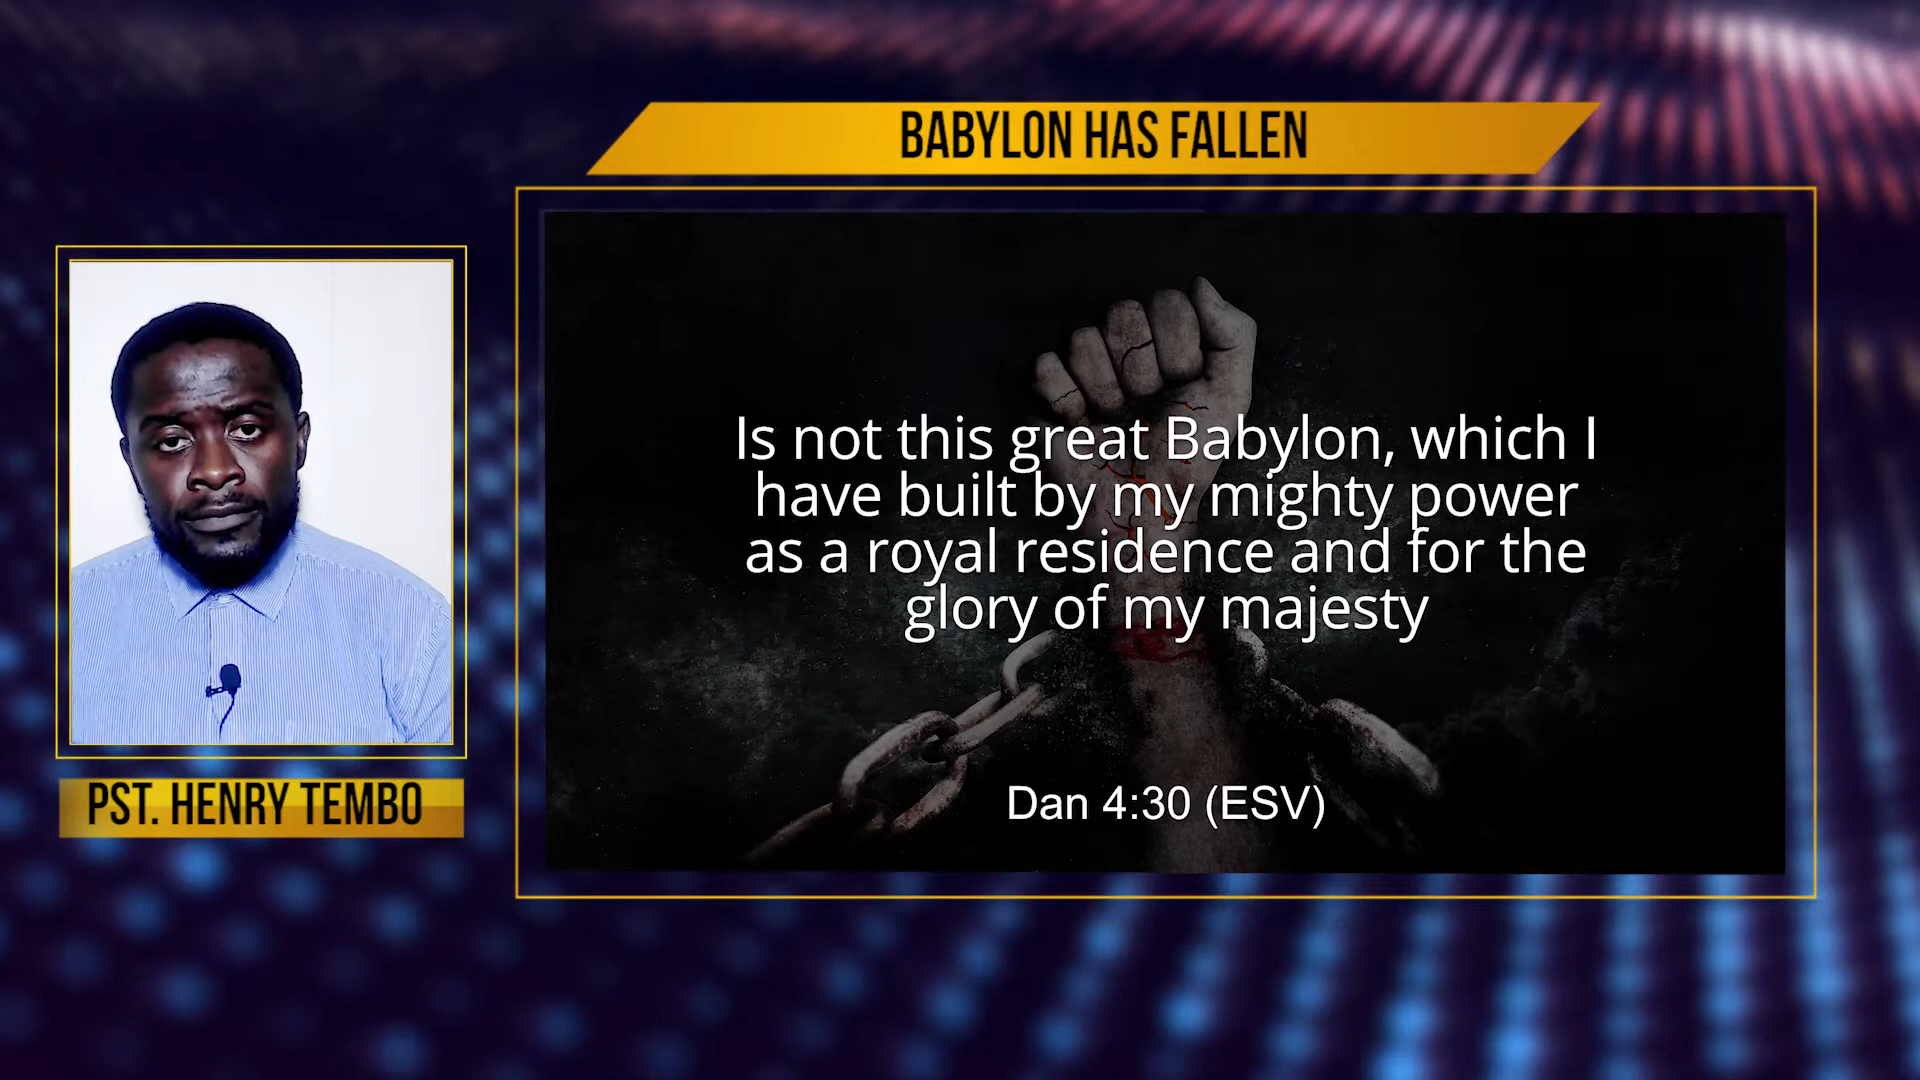 BABYLON HAS FALLEN
Is not this great Babylon, which I
have built by my mighty power
as a royal residence and for the
glory of my majesty
Dan 4:30 (ESV)
PST. HENRY TEMBO